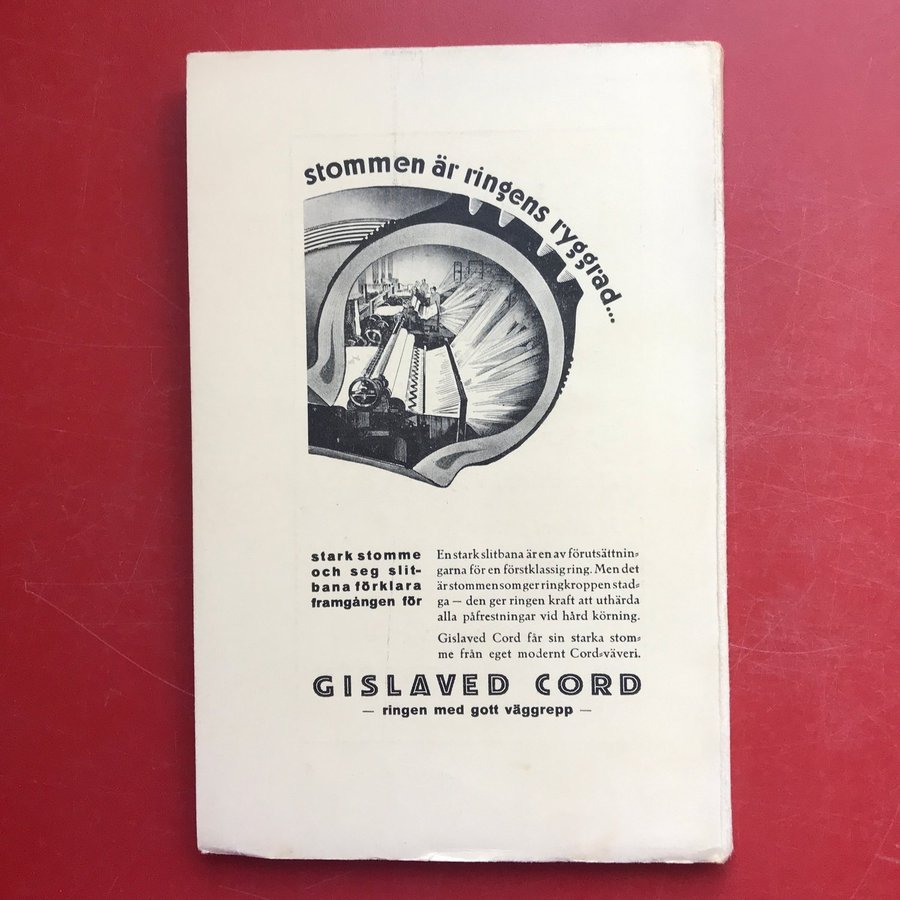 stommen är ringens ryggrad...
stark stomme
och seg slit-
bana förklara
framgången för
En stark slitbana är en av förutsättnin-
garna för en förstklassig ring. Men det
är stommen som ger ringkroppen stad-
ga — den ger ringen kraft att uthärda
alla påfrestningar vid hård körning.
Gislaved Cord får sin starka stom-
me från eget modernt Cord-väveri.
GISLAVED CORD
— ringen med gott väggrepp —